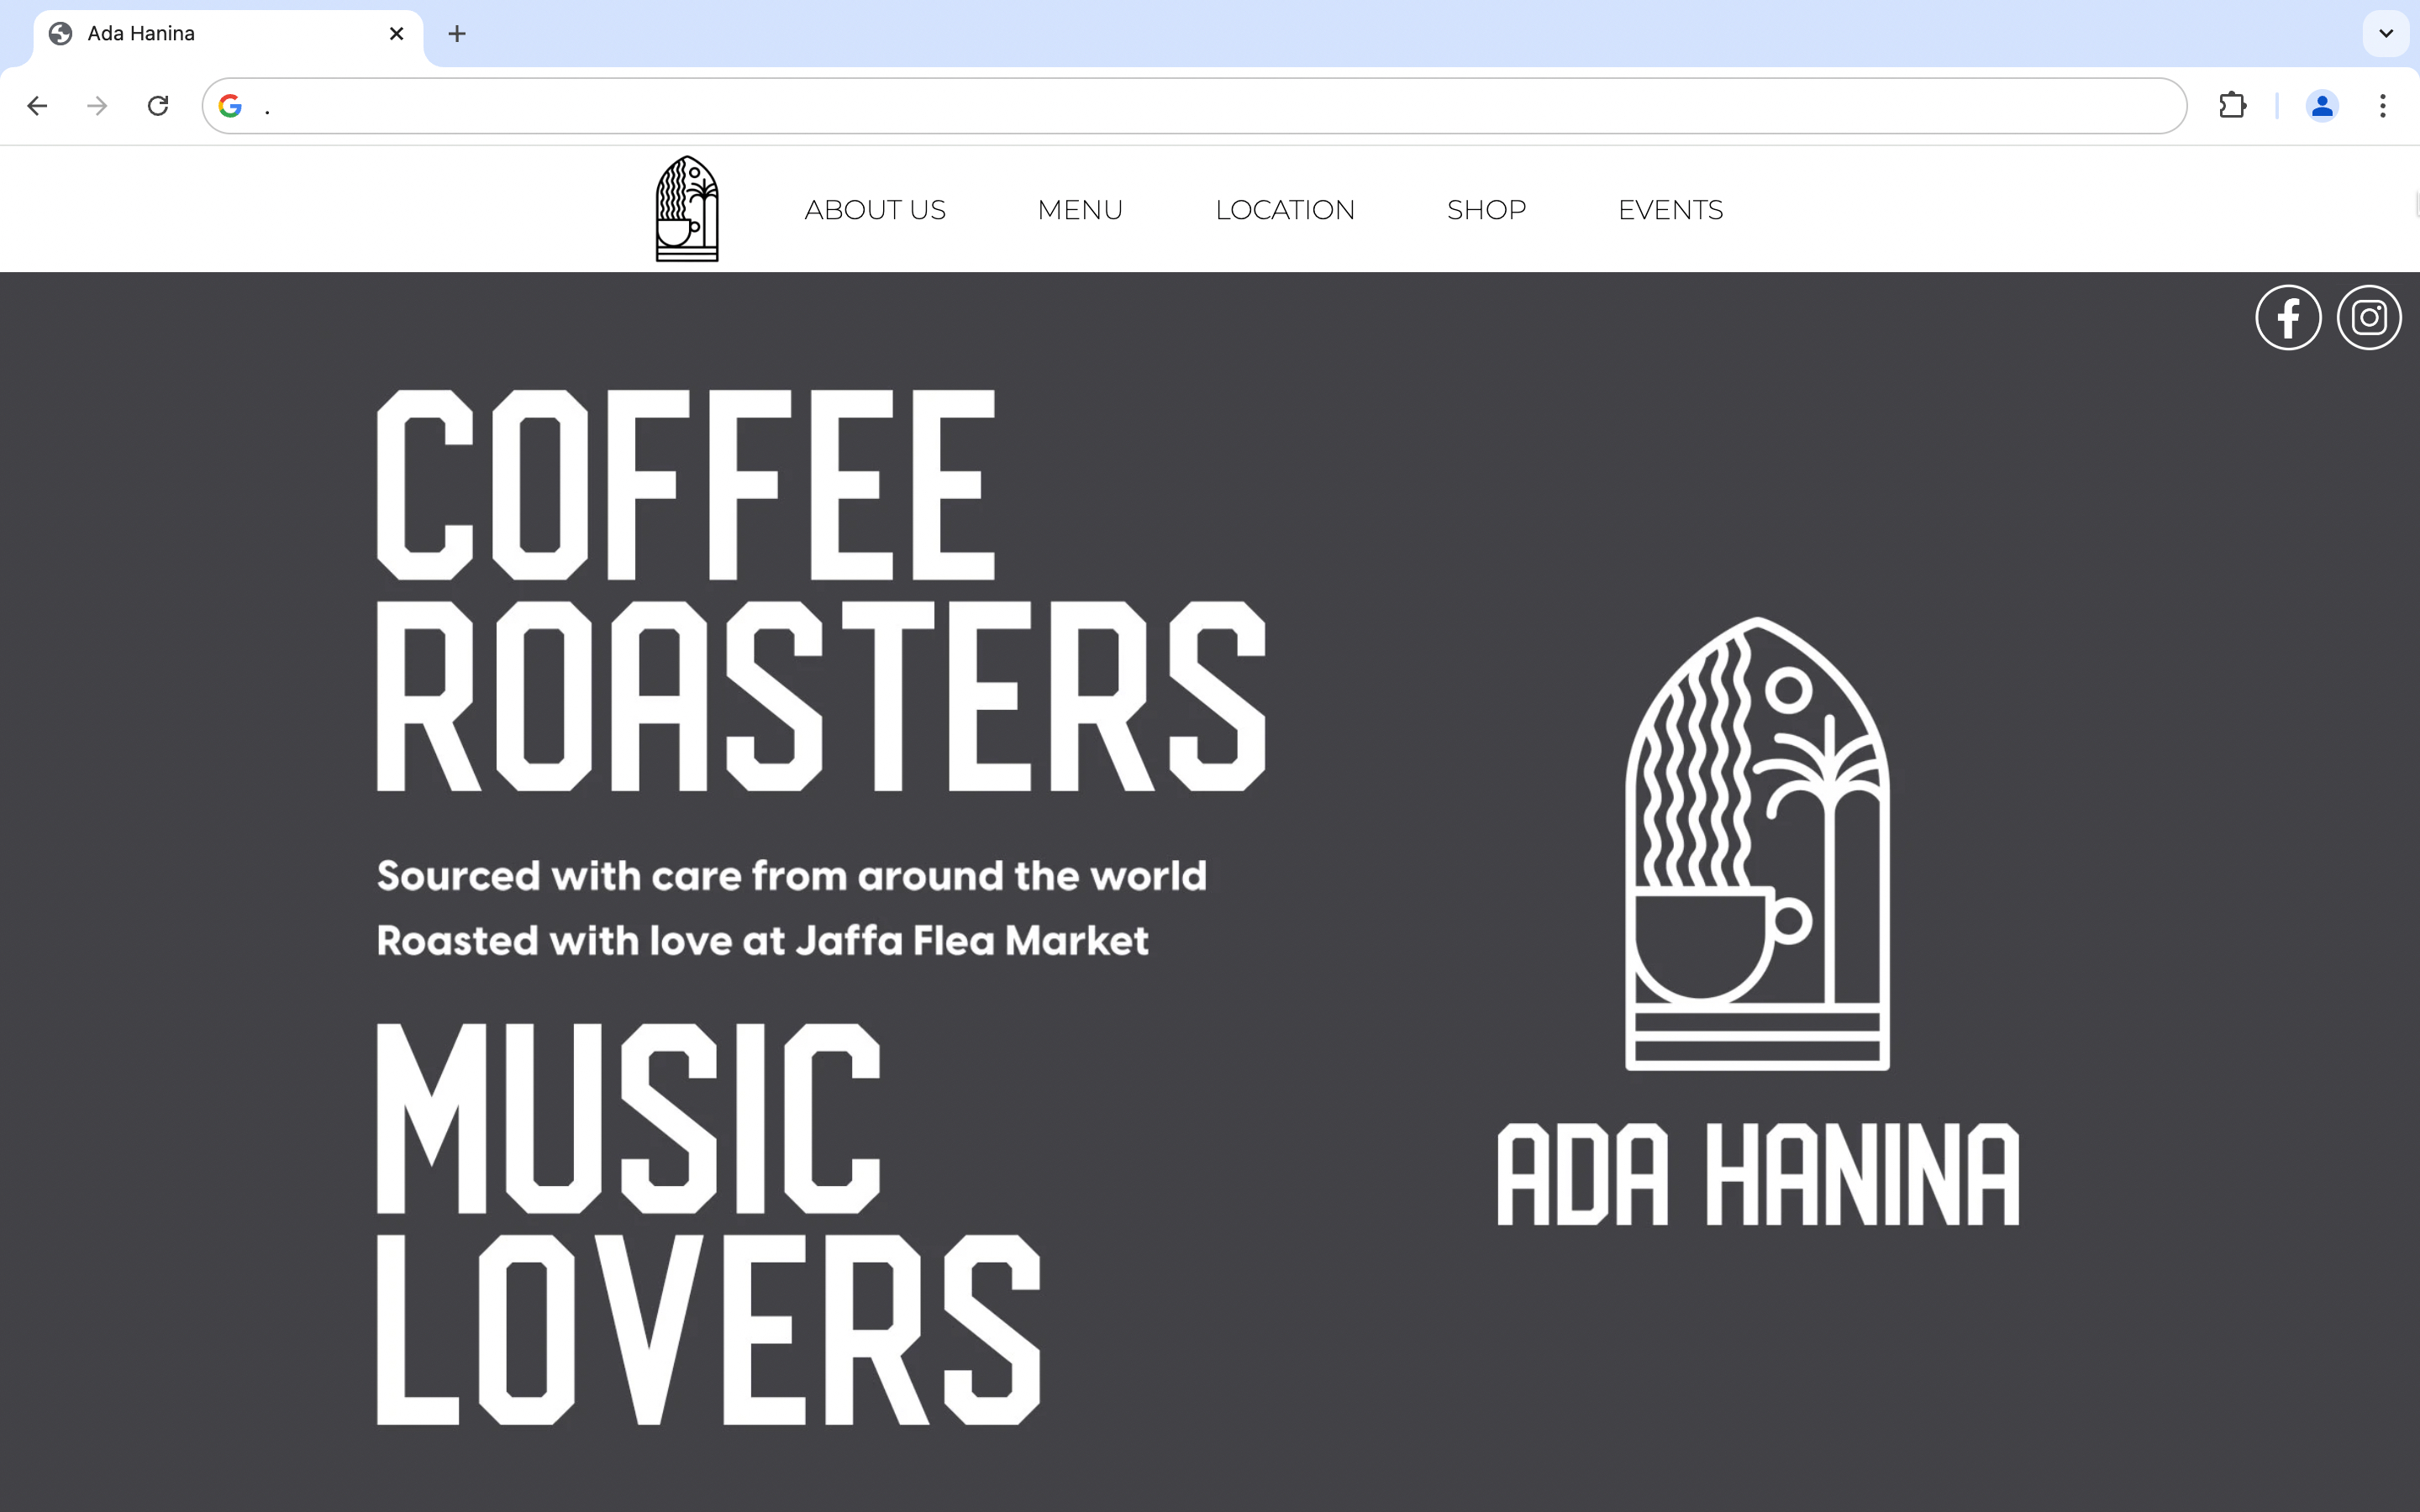 Ada Hanina
.
ABOUT US MENU LOCATION SHOP EVENTS
COFFEE
ROASTERS
Sourced with care from around the world
Roasted with love at Jaffa Flea Market
MUSIC
LOVERS
ADA HANINA